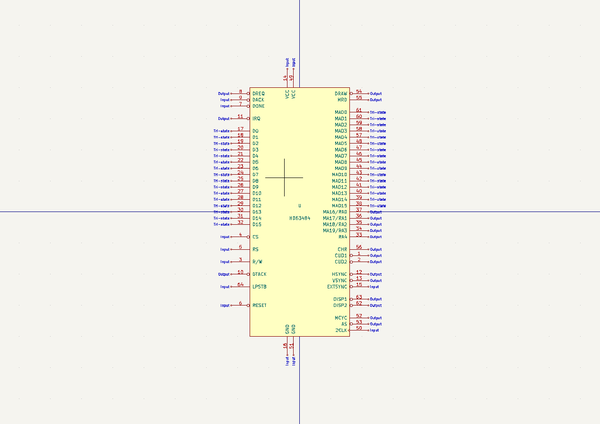 Input Input
14 49
VCC VCC
Output 8 DREQ DRAW 54 Output
Input 9 DACK MRD 55 Output
Input 7 DONE
MAD0 61 Tri-state
Output 11 IRQ MAD1 60 Tri-state
MAD2 59 Tri-state
Tri-state 17 D0 MAD3 58 Tri-state
Tri-state 18 D1 MAD4 57 Tri-state
Tri-state 19 D2 MAD5 48 Tri-state
Tri-state 20 D3 MAD6 47 Tri-state
Tri-state 21 D4 MAD7 46 Tri-state
Tri-state 22 D5 MAD8 45 Tri-state
Tri-state 23 D6 MAD9 44 Tri-state
Tri-state 24 D7 MAD10 43 Tri-state
Tri-state 25 D8 MAD11 42 Tri-state
Tri-state 26 D9 MAD12 41 Tri-state
Tri-state 27 D10 MAD13 40 Tri-state
Tri-state 28 D11 MAD14 39 Tri-state
Tri-state 29 D12 U MAD15 38 Tri-state
Tri-state 30 D13 MA16/RA0 37 Output
Tri-state 31 D14 HD63484 MA17/RA1 36 Output
Tri-state 32 D15 MA18/RA2 35 Output
MA19/RA3 34 Output
Input 4 CS RA4 33 Output
Input RS CHR 56 Output
CUD1 1 Output
Input 3 R/W CUD2 2 Output
Output 10 DTACK HSYNC 12 Output
VSYNC 13 Output
Input 64 LPSTB EXTSYNC 15 Input
DISP1 63 Output
Input 6 RESET DISP2 62 Output
MCYC 52 Output
AS 53 Output
2CLK 50 Input
GND GND
16 51
Input Input